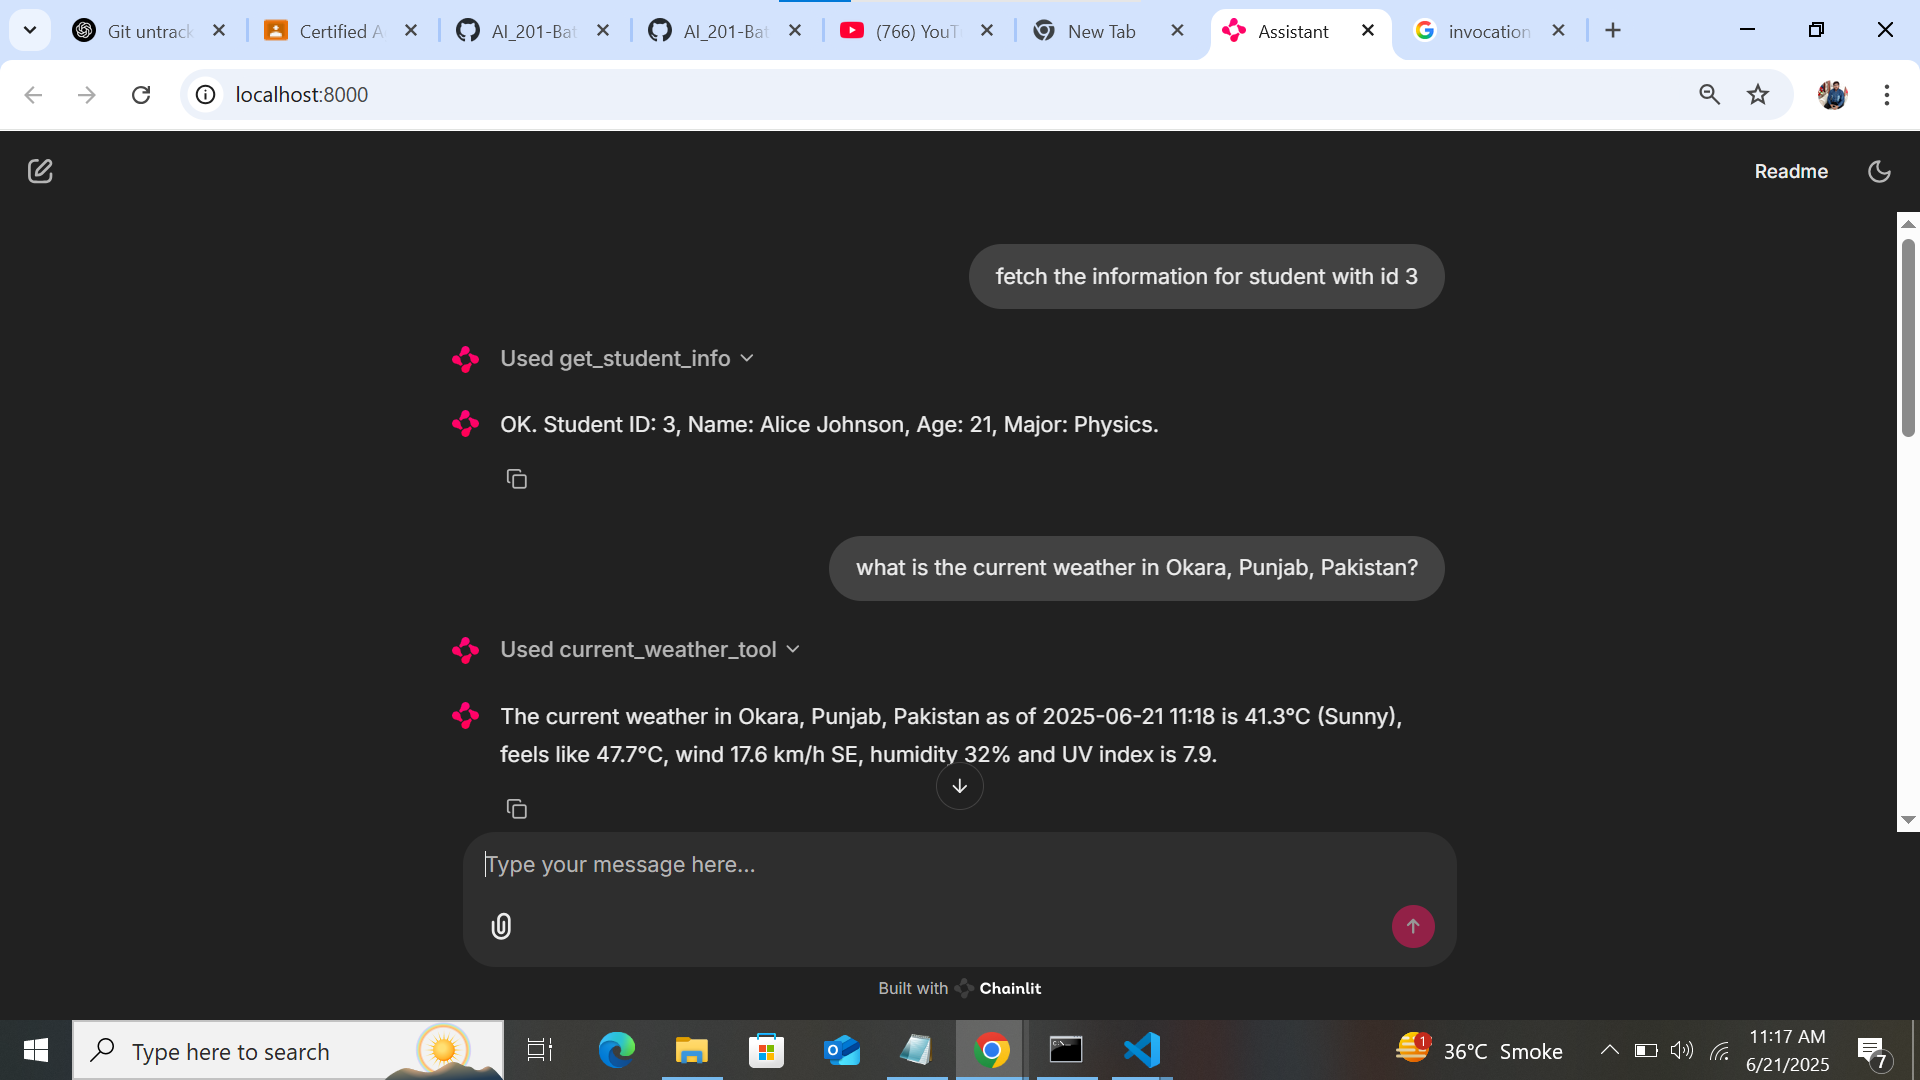 Git untrack
Certified A
AI_201-Bat
AI_201-Bat
(766) YouT
New Tab
Assistant
invocation
localhost:8000
Readme
fetch the information for student with id 3
Used get_student_info
OK. Student ID: 3, Name: Alice Johnson, Age: 21, Major: Physics.
what is the current weather in Okara, Punjab, Pakistan?
Used current_weather_tool
The current weather in Okara, Punjab, Pakistan as of 2025-06-21 11:18 is 41.3°C (Sunny),
feels like 47.7°C, wind 17.6 km/h SE, humidity 32% and UV index is 7.9.
Type your message here...
Built with Chainlit
Type here to search
1
36°C Smoke
11:17 AM
6/21/2025
7